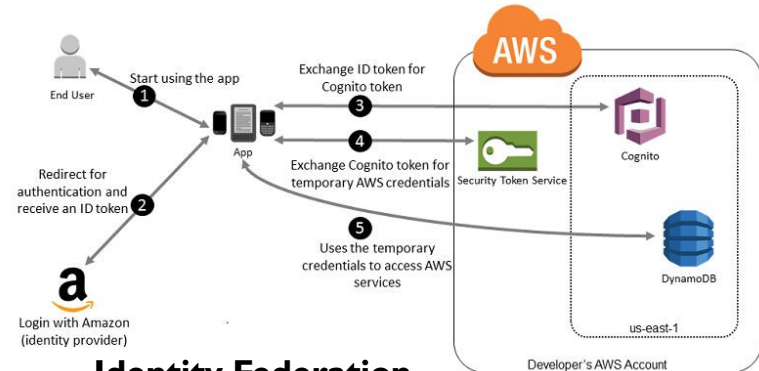 AWS
End User
1
Start using the app
Exchange ID token for
Cognito token
3
4
App
Exchange Cognito token for
temporary AWS credentials
Security Token Service
Cognito
Redirect for
authentication and
receive an ID token
2
5
Uses the temporary
credentials to access AWS
services
DynamoDB
a
Login with Amazon
(identity provider)
us-east-1
Identity Federation
Developer's AWS Account